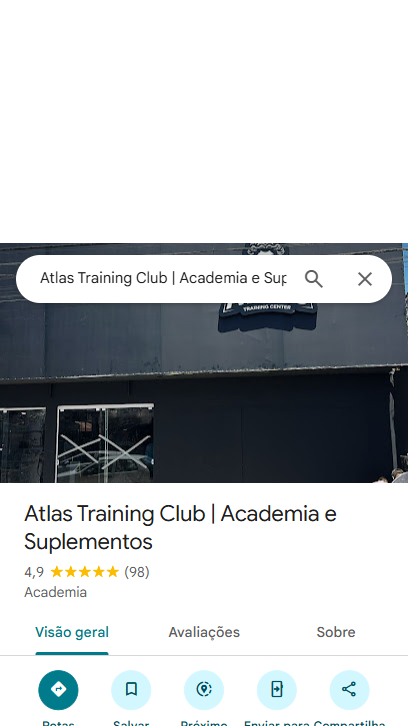 Atlas Training Club | Academia e Sup
TRAINING CENTER
Atlas Training Club | Academia e
Suplementos
4,9 (98)
Academia
Visão geral Avaliações Sobre
Rotas Salvar Próximo Enviar para Compartilha